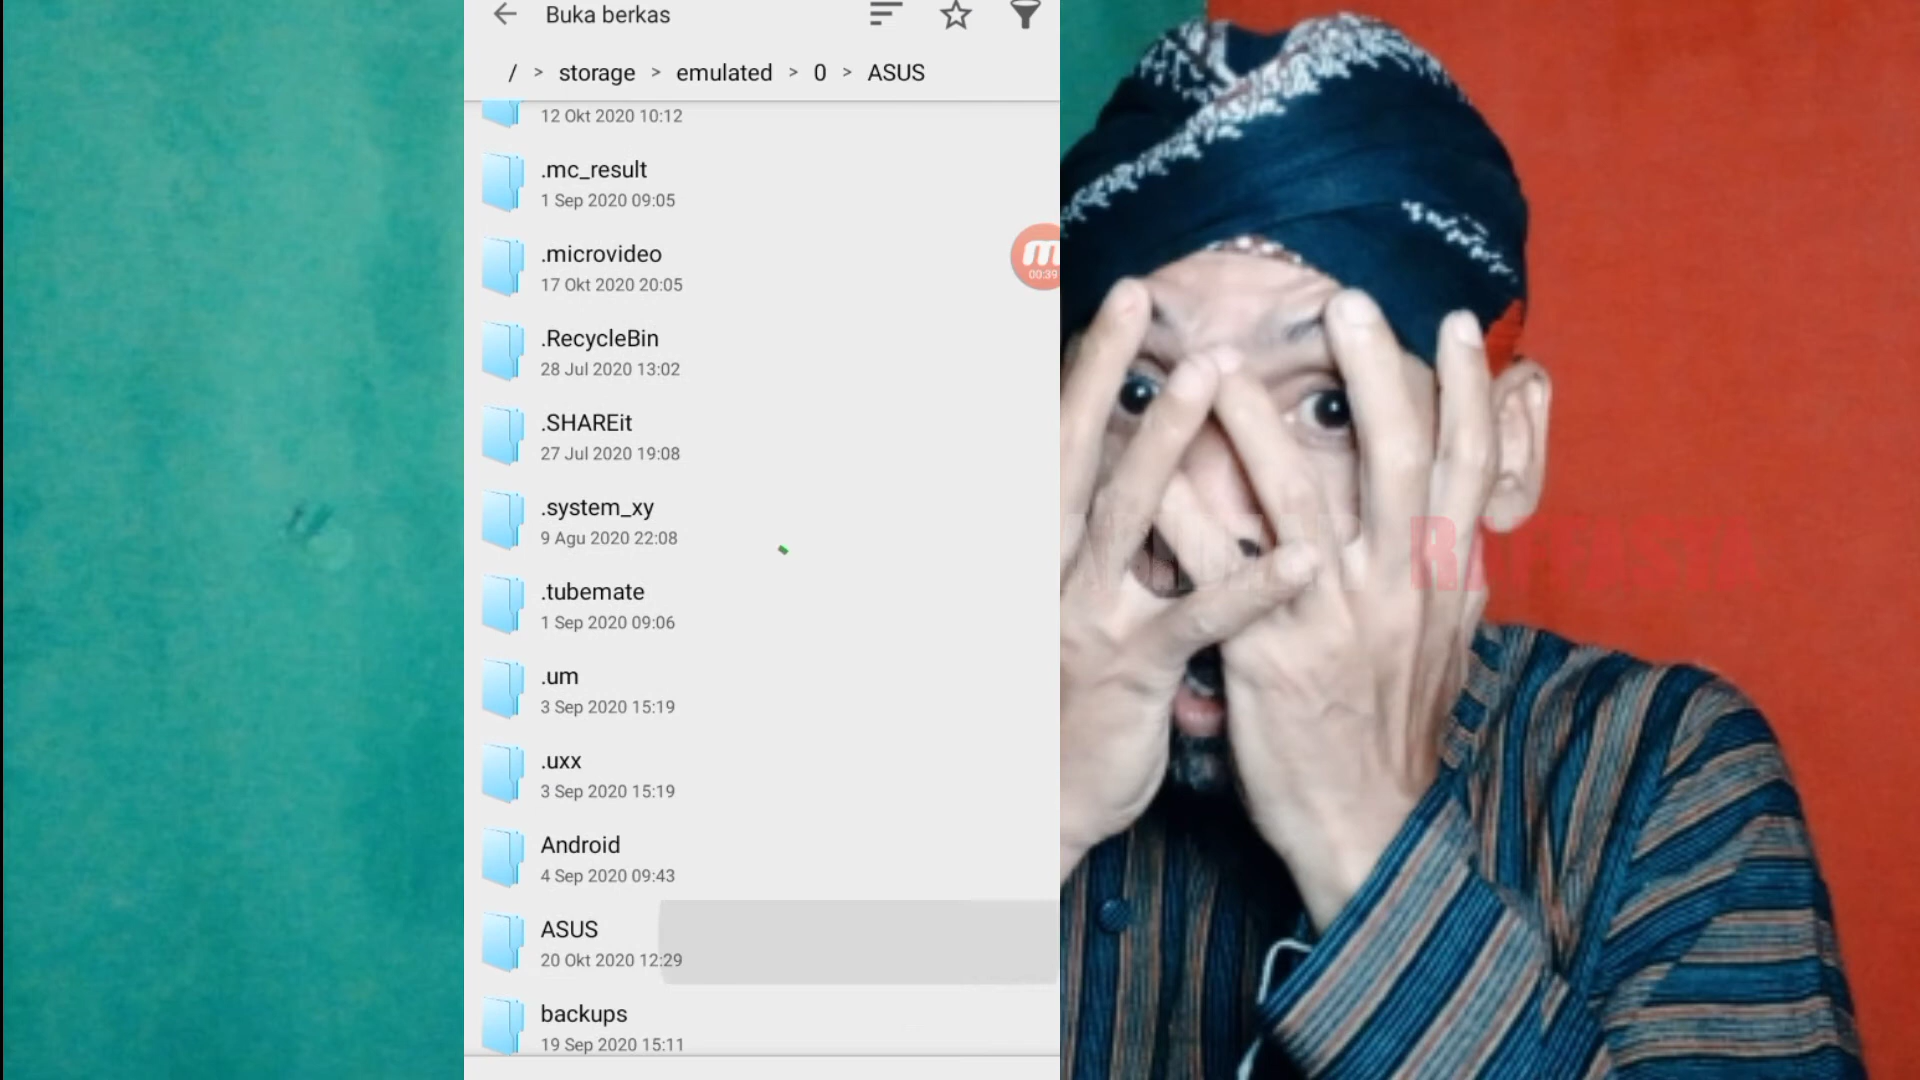 Buka berkas
/ > storage > emulated > 0 > ASUS
12 Okt 2020 10:12
.mc_result
1 Sep 2020 09:05
.microvideo
17 Okt 2020 20:05
00:39
.RecycleBin
28 Jul 2020 13:02
.SHAREit
27 Jul 2020 19:08
.system_xy
9 Agu 2020 22:08
RAFFASYA
.tubemate
1 Sep 2020 09:06
.um
3 Sep 2020 15:19
.uxx
3 Sep 2020 15:19
Android
4 Sep 2020 09:43
ASUS
20 Okt 2020 12:29
backups
19 Sep 2020 15:11